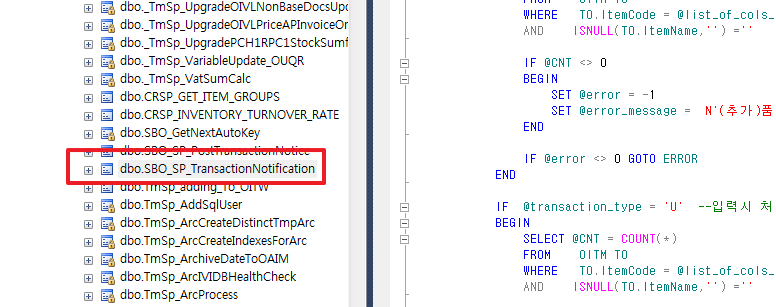 dbo._TmSp_UpgradeOIVLNonBaseDocsUpd
dbo._TmSp_UpgradeOIVLPriceAPInvoiceOr
dbo._TmSp_UpgradePCH1RPC1StockSumf
dbo._TmSp_VariableUpdate_OUQR
dbo._TmSp_VatSumCalc
dbo.CRSP_GET_ITEM_GROUPS
dbo.CRSP_INVENTORY_TURNOVER_RATE
dbo.SBO_GetNextAutoKey
dbo.SBO_SP_PostTransactionNotice
dbo.SBO_SP_TransactionNotification
dbo.TmSp_adding_To_OITW
dbo.TmSp_AddSqlUser
dbo.TmSp_ArcCreateDistinctTmpArc
dbo.TmSp_ArcCreateIndexesForArc
dbo.TmSp_ArchiveDateToOAIM
dbo.TmSp_ArcIVIDBHealthCheck
dbo.TmSp_ArcProcess
FROM OITM TO
WHERE TO.ItemCode = @list_of_cols_
AND ISNULL(TO.ItemName,'') =''
IF @CNT <> 0
BEGIN
SET @error = -1
SET @error_message = N'(추가)품
END
IF @error <> 0 GOTO ERROR
END
IF @transaction_type = 'U' --입력시 처
BEGIN
SELECT @CNT = COUNT(*)
FROM OITM TO
WHERE TO.ItemCode = @list_of_cols_
AND ISNULL(TO.ItemName,'') =''